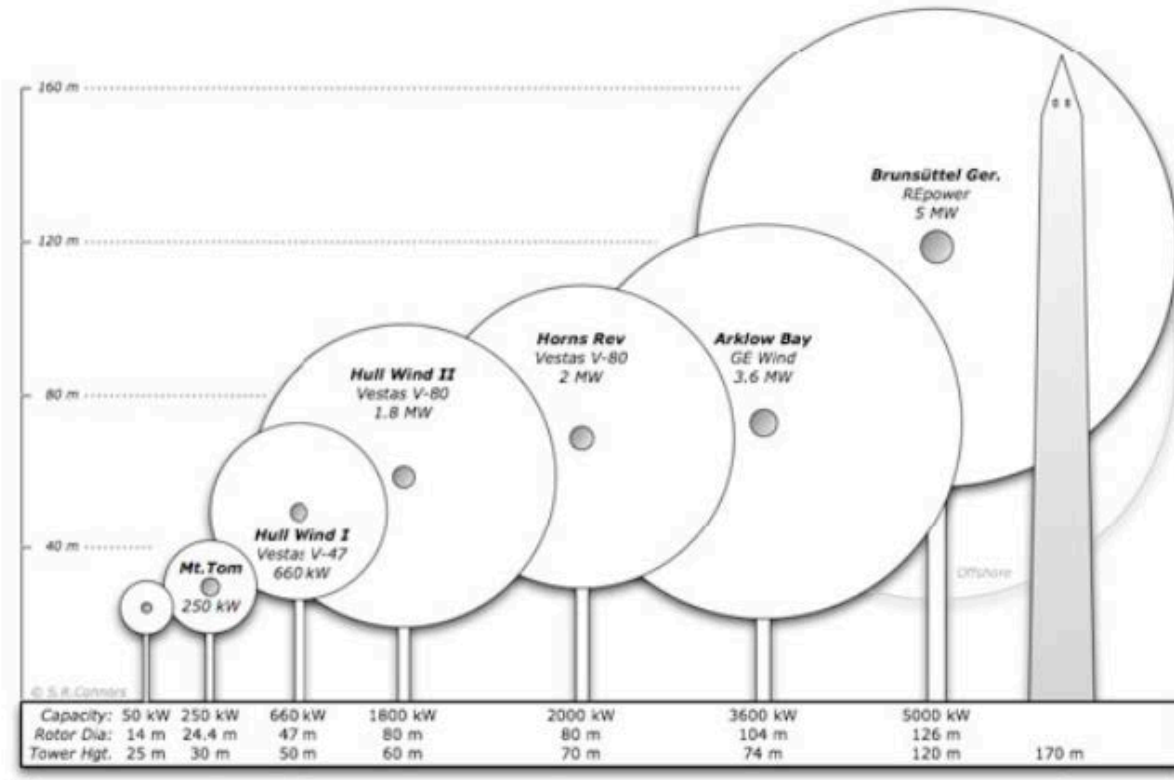 160 m
120 m
80 m
40 m
Brunsüttel Ger.
REpower
5 MW
Arklow Bay
GE Wind
3.6 MW
Horns Rev
Vestas V-80
2 MW
Hull Wind II
Vestas V-80
1.8 MW
Hull Wind I
Vestas V-47
660 kW
Mt.Tom
250 kW
Offshore
© S.R.Connors
Capacity: 50 kW 250 kW 660 kW 1800 kW 2000 kW 3600 kW 5000 kW
Rotor Dia: 14 m 24.4 m 47 m 80 m 80 m 104 m 126 m
Tower Hgt. 25 m 30 m 50 m 60 m 70 m 74 m 120 m 170 m